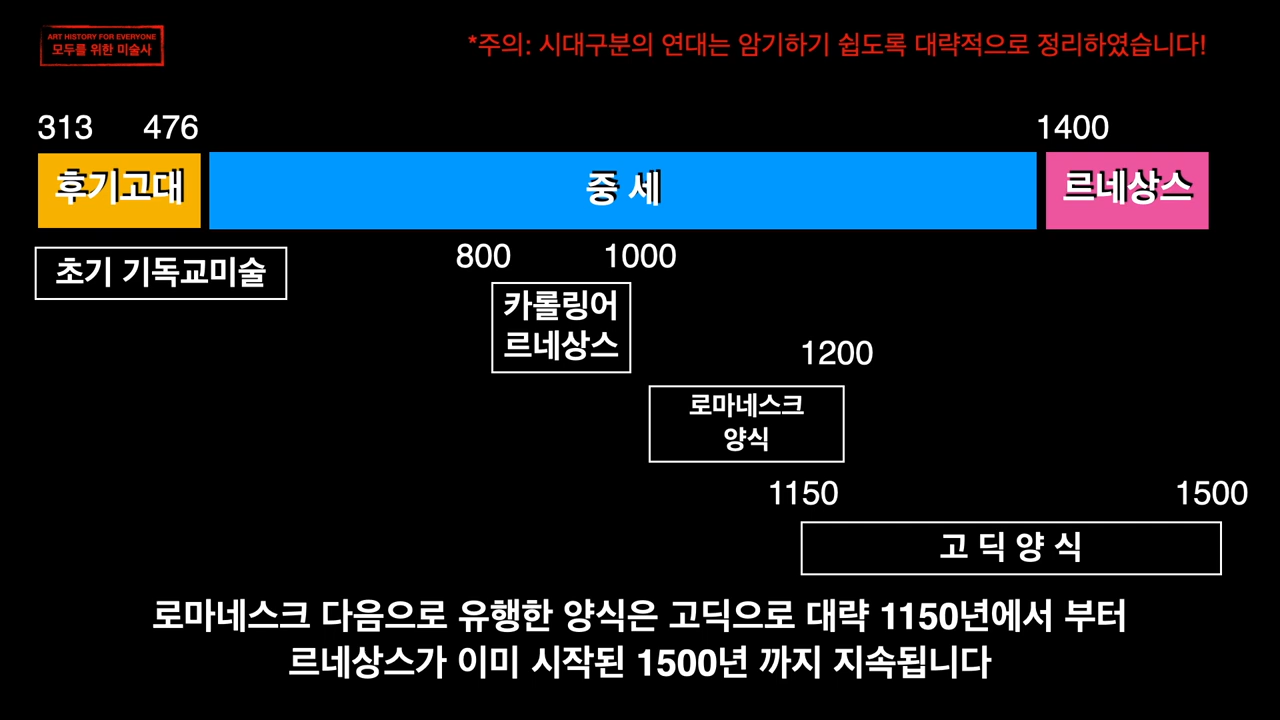 ART HISTORY FOR EVERYONE
모두를 위한 미술사
*주의: 시대구분의 연대는 암기하기 쉽도록 대략적으로 정리하였습니다!
313 476 1400
후기고대 중 세 르네상스
초기 기독교미술
800 1000
카롤링어
르네상스
1200
로마네스크
양식
1150 1500
고 딕 양 식
로마네스크 다음으로 유행한 양식은 고딕으로 대략 1150년에서 부터
르네상스가 이미 시작된 1500년 까지 지속됩니다